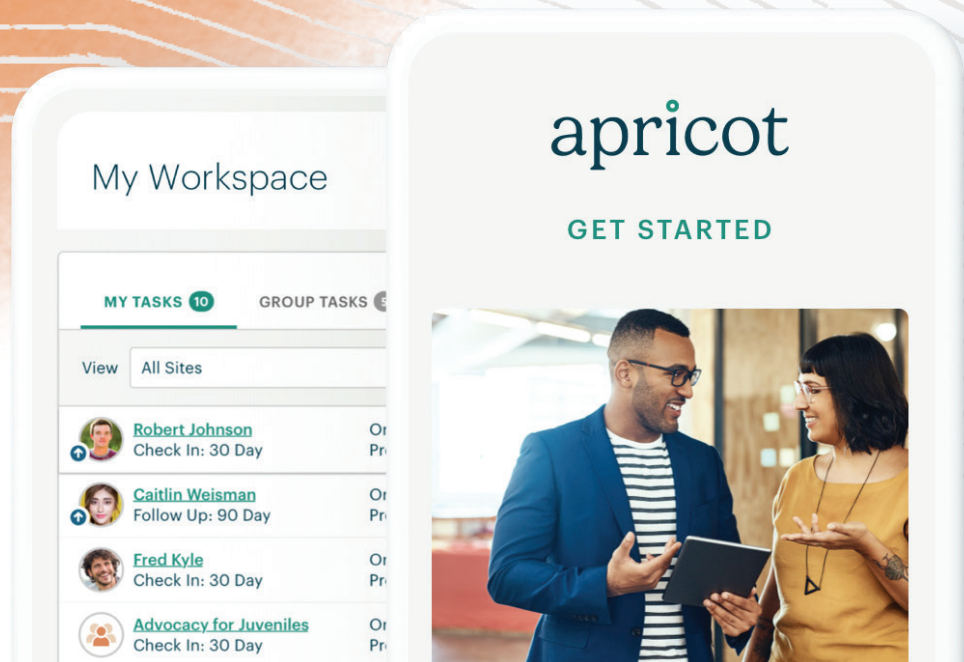 My Workspace
MY TASKS 10
GROUP TASKS
View
All Sites
Robert Johnson
Check In: 30 Day
Caitlin Weisman
Follow Up: 90 Day
Fred Kyle
Check In: 30 Day
Advocacy for Juveniles
Check In: 30 Day
apricot
GET STARTED